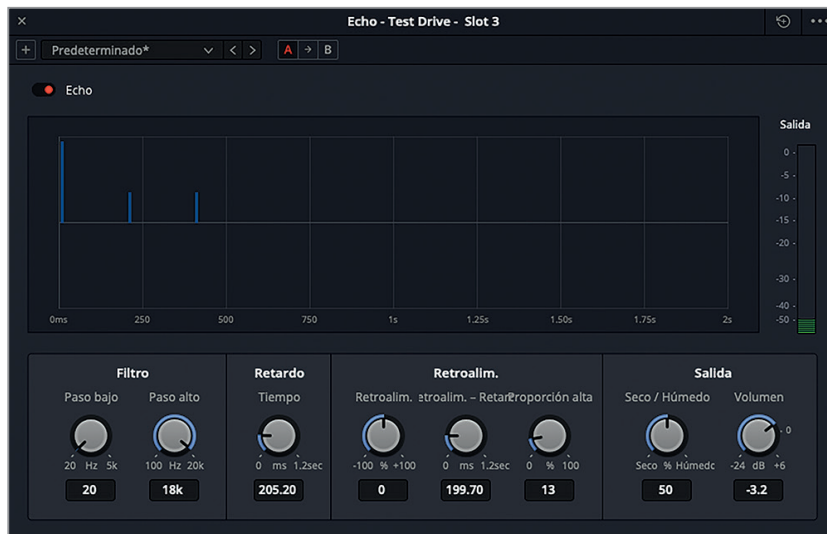 Echo - Test Drive - Slot 3
Predeterminado*
A B
Echo
Salida
0
-5
-10
-15
-20
-30
-40
-50
0ms 250 500 750 1s 1.25s 1.50s 1.75s 2s
Filtro
Paso bajo Paso alto
20 Hz 5k 100 Hz 20k
20 18k
Retardo
Tiempo
0 ms 1.2sec
205.20
Retroalim.
Retroalim. etroalim. – Retar Proporción alta
-100 % +100 0 ms 1.2sec 0 % 100
0 199.70 13
Salida
Seco / Húmedo Volumen
0
Seco % Húmedc -24 dB +6
50 -3.2